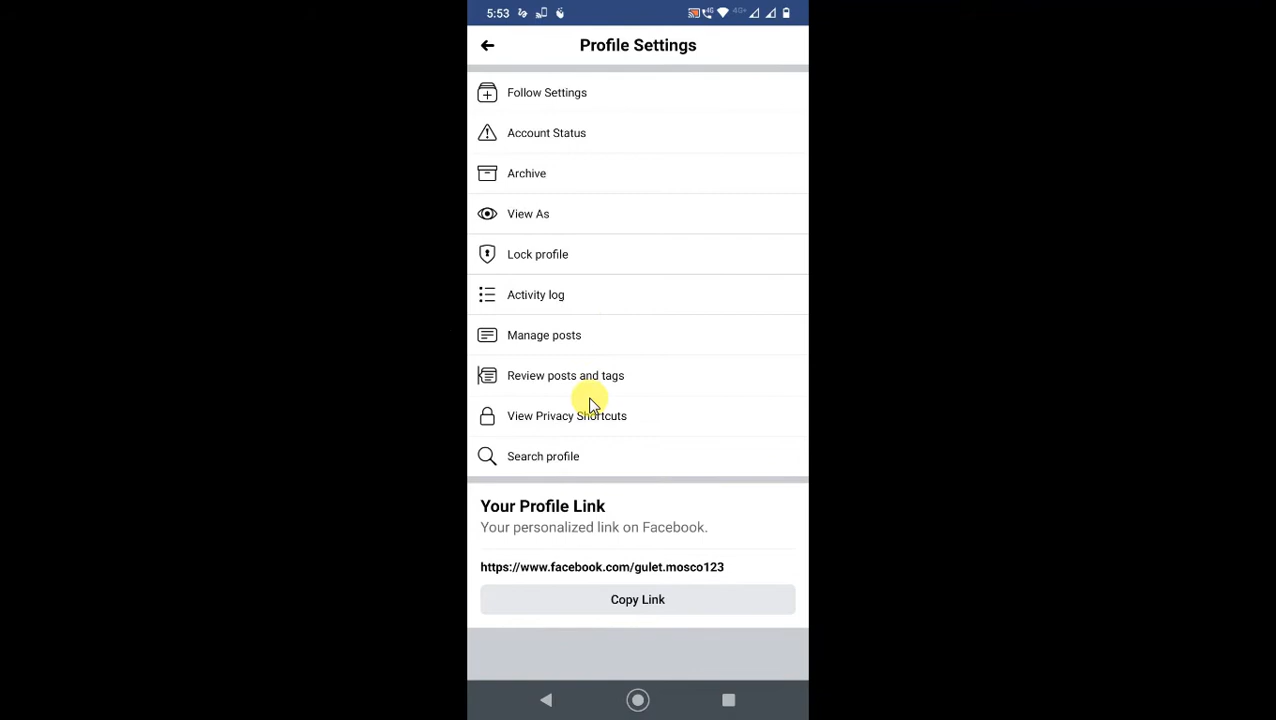 5:53
4G
4G+
Profile Settings
Follow Settings
Account Status
Archive
View As
Lock profile
Activity log
Manage posts
Review posts and tags
View Privacy Shortcuts
Search profile
Your Profile Link
Your personalized link on Facebook.
https://www.facebook.com/gulet.mosco123
Copy Link